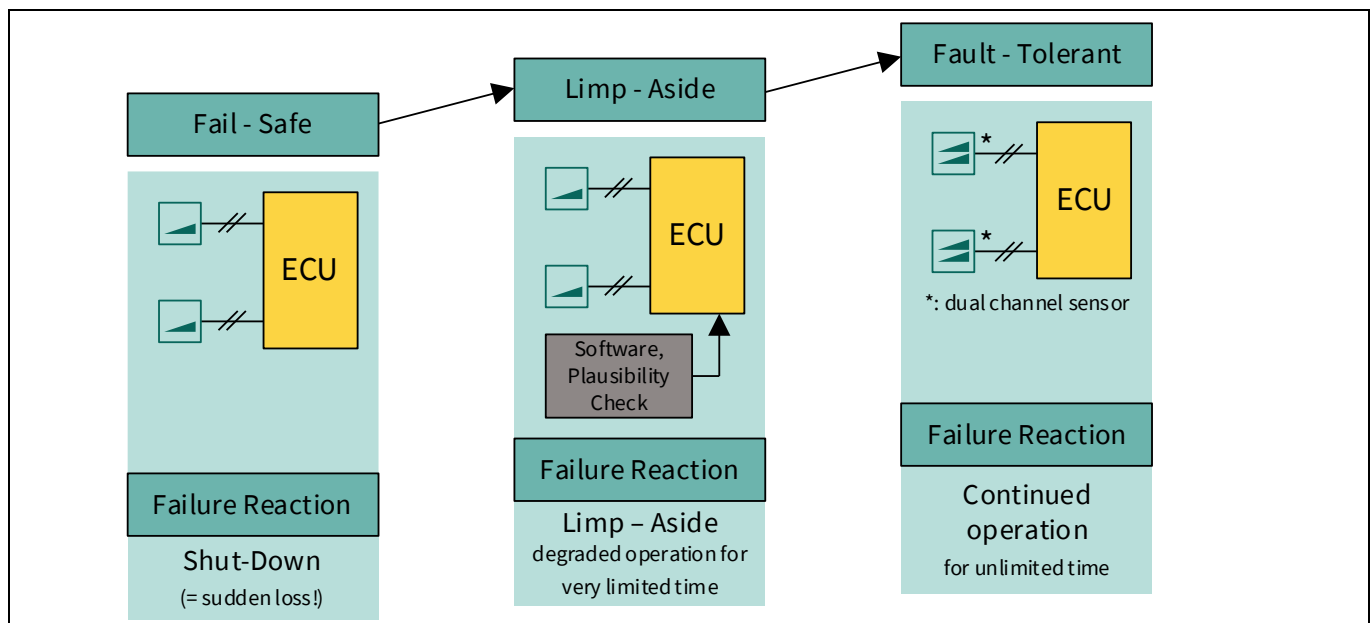 Fail - Safe
ECU
Failure Reaction
Shut-Down
(= sudden loss!)
Limp - Aside
ECU
Software,
Plausibility
Check
Failure Reaction
Limp – Aside
degraded operation for
very limited time
Fault - Tolerant
*
ECU
*
*: dual channel sensor
Failure Reaction
Continued
operation
for unlimited time